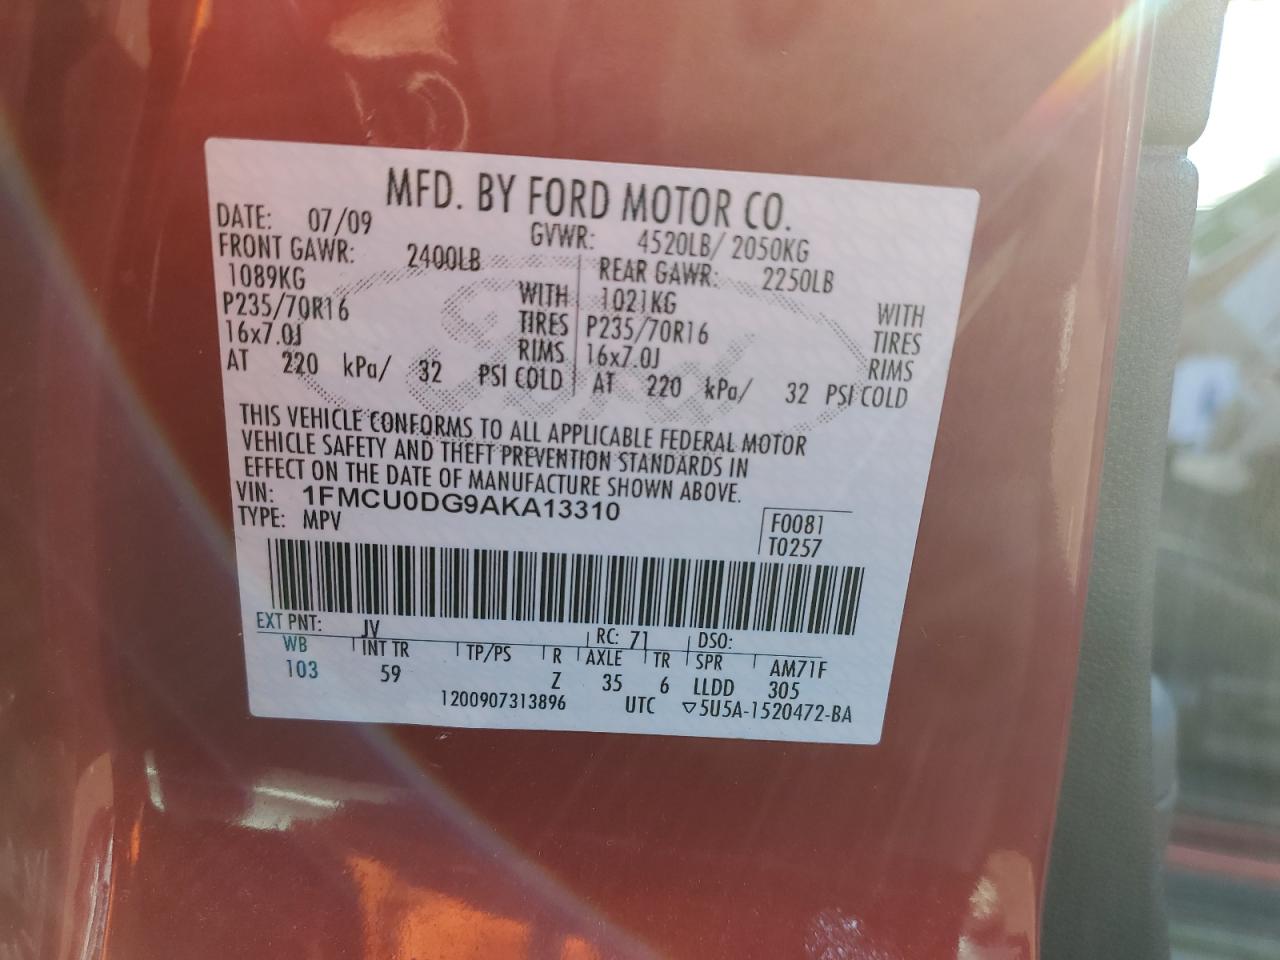 MFD. BY FORD MOTOR CO.
DATE: 07/09 GVWR: 4520LB/ 2050KG
FRONT GAWR: 2400LB REAR GAWR: 2250LB
1089KG WITH 1021KG WITH
P235/70R16 TIRES P235/70R16 TIRES
16x7.0J RIMS 16x7.0J RIMS
AT 220 kPa/ 32 PSI COLD AT 220 kPa/ 32 PSI COLD
THIS VEHICLE CONFORMS TO ALL APPLICABLE FEDERAL MOTOR
VEHICLE SAFETY AND THEFT PREVENTION STANDARDS IN
EFFECT ON THE DATE OF MANUFACTURE SHOWN ABOVE.
VIN: 1FMCU0DG9AKA13310
TYPE: MPV
F0081
T0257
EXT PNT: JV RC: 71 DSO:
WB INT TR TP/PS R AXLE TR SPR AM71F
103 59 Z 35 6 LLDD 305
1200907313896 UTC ▽5U5A-1520472-BA
Ford